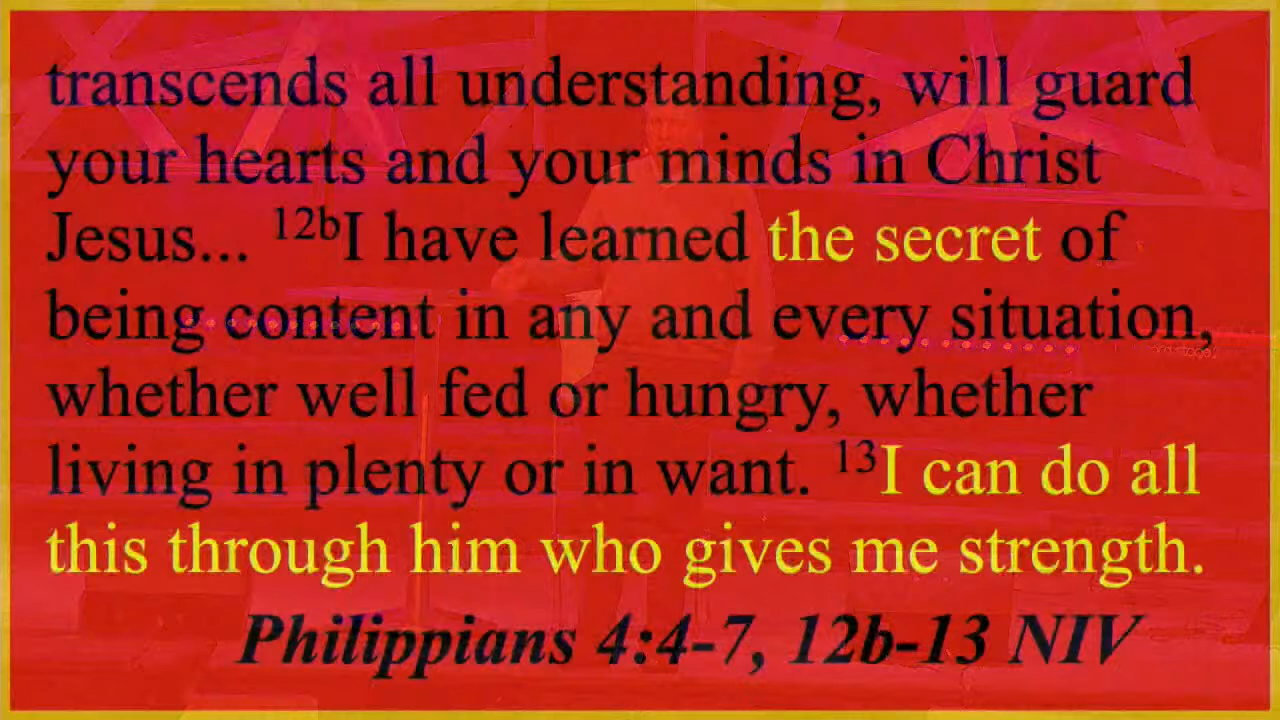 transcends all understanding, will guard
your hearts and your minds in Christ
Jesus... 12bI have learned the secret of
being content in any and every situation,
whether well fed or hungry, whether
living in plenty or in want. 13I can do all
this through him who gives me strength.
Philippians 4:4-7, 12b-13 NIV